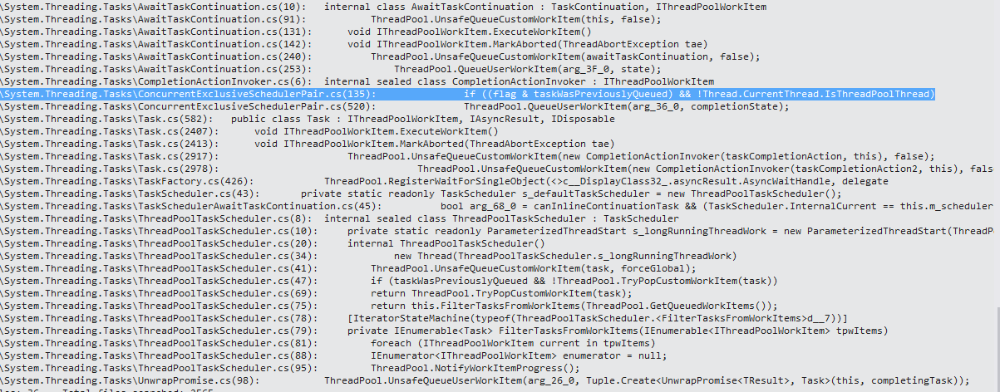 \System.Threading.Tasks\AwaitTaskContinuation.cs(10): internal class AwaitTaskContinuation : TaskContinuation, IThreadPoolWorkItem
\System.Threading.Tasks\AwaitTaskContinuation.cs(91): ThreadPool.UnsafeQueueCustomWorkItem(this, false);
\System.Threading.Tasks\AwaitTaskContinuation.cs(131): void IThreadPoolWorkItem.ExecuteWorkItem()
\System.Threading.Tasks\AwaitTaskContinuation.cs(142): void IThreadPoolWorkItem.MarkAborted(ThreadAbortException tae)
\System.Threading.Tasks\AwaitTaskContinuation.cs(240): ThreadPool.UnsafeQueueCustomWorkItem(awaitTaskContinuation, false);
\System.Threading.Tasks\AwaitTaskContinuation.cs(253): ThreadPool.QueueUserWorkItem(arg_3F_0, state);
\System.Threading.Tasks\CompletionActionInvoker.cs(6): internal sealed class CompletionActionInvoker : IThreadPoolWorkItem
\System.Threading.Tasks\ConcurrentExclusiveSchedulerPair.cs(135): if ((flag & taskWasPreviouslyQueued) && !Thread.CurrentThread.IsThreadPoolThread)
\System.Threading.Tasks\ConcurrentExclusiveSchedulerPair.cs(520): ThreadPool.QueueUserWorkItem(arg_36_0, completionState);
\System.Threading.Tasks\Task.cs(582): public class Task : IThreadPoolWorkItem, IAsyncResult, IDisposable
\System.Threading.Tasks\Task.cs(2407): void IThreadPoolWorkItem.ExecuteWorkItem()
\System.Threading.Tasks\Task.cs(2413): void IThreadPoolWorkItem.MarkAborted(ThreadAbortException tae)
\System.Threading.Tasks\Task.cs(2917): ThreadPool.UnsafeQueueCustomWorkItem(new CompletionActionInvoker(taskCompletionAction, this), false);
\System.Threading.Tasks\Task.cs(2978): ThreadPool.UnsafeQueueCustomWorkItem(new CompletionActionInvoker(taskCompletionAction2, this), fals
\System.Threading.Tasks\TaskFactory.cs(426): ThreadPool.RegisterWaitForSingleObject(<>c__DisplayClass32_.asyncResult.AsyncWaitHandle, delegate
\System.Threading.Tasks\TaskScheduler.cs(43): private static readonly TaskScheduler s_defaultTaskScheduler = new ThreadPoolTaskScheduler();
\System.Threading.Tasks\TaskSchedulerAwaitTaskContinuation.cs(45): bool arg_68_0 = canInlineContinuationTask && (TaskScheduler.InternalCurrent == this.m_scheduler
\System.Threading.Tasks\ThreadPoolTaskScheduler.cs(8): internal sealed class ThreadPoolTaskScheduler : TaskScheduler
\System.Threading.Tasks\ThreadPoolTaskScheduler.cs(10): private static readonly ParameterizedThreadStart s_longRunningThreadWork = new ParameterizedThreadStart(ThreadPo
\System.Threading.Tasks\ThreadPoolTaskScheduler.cs(20): internal ThreadPoolTaskScheduler()
\System.Threading.Tasks\ThreadPoolTaskScheduler.cs(34): new Thread(ThreadPoolTaskScheduler.s_longRunningThreadWork)
\System.Threading.Tasks\ThreadPoolTaskScheduler.cs(41): ThreadPool.UnsafeQueueCustomWorkItem(task, forceGlobal);
\System.Threading.Tasks\ThreadPoolTaskScheduler.cs(47): if (taskWasPreviouslyQueued && !ThreadPool.TryPopCustomWorkItem(task))
\System.Threading.Tasks\ThreadPoolTaskScheduler.cs(69): return ThreadPool.TryPopCustomWorkItem(task);
\System.Threading.Tasks\ThreadPoolTaskScheduler.cs(75): return this.FilterTasksFromWorkItems(ThreadPool.GetQueuedWorkItems());
\System.Threading.Tasks\ThreadPoolTaskScheduler.cs(78): [IteratorStateMachine(typeof(ThreadPoolTaskScheduler.<FilterTasksFromWorkItems>d__7))]
\System.Threading.Tasks\ThreadPoolTaskScheduler.cs(79): private IEnumerable<Task> FilterTasksFromWorkItems(IEnumerable<IThreadPoolWorkItem> tpwItems)
\System.Threading.Tasks\ThreadPoolTaskScheduler.cs(81): foreach (IThreadPoolWorkItem current in tpwItems)
\System.Threading.Tasks\ThreadPoolTaskScheduler.cs(88): IEnumerator<IThreadPoolWorkItem> enumerator = null;
\System.Threading.Tasks\ThreadPoolTaskScheduler.cs(95): ThreadPool.NotifyWorkItemProgress();
\System.Threading.Tasks\UnwrapPromise.cs(98): ThreadPool.UnsafeQueueUserWorkItem(arg_26_0, Tuple.Create<UnwrapPromise<TResult>, Task>(this, completingTask));